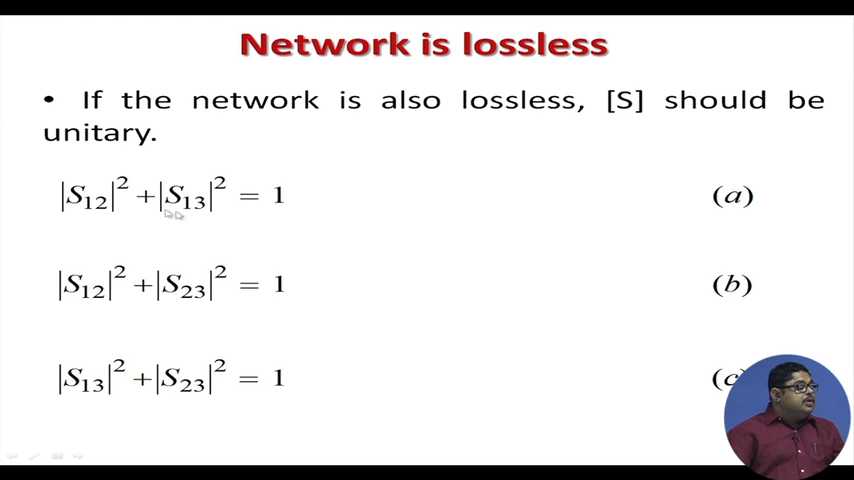 Network is lossless
• If the network is also lossless, [S] should be
unitary.
|S₁₂|² + |S₁₃|² = 1 (a)
|S₁₂|² + |S₂₃|² = 1 (b)
|S₁₃|² + |S₂₃|² = 1 (c